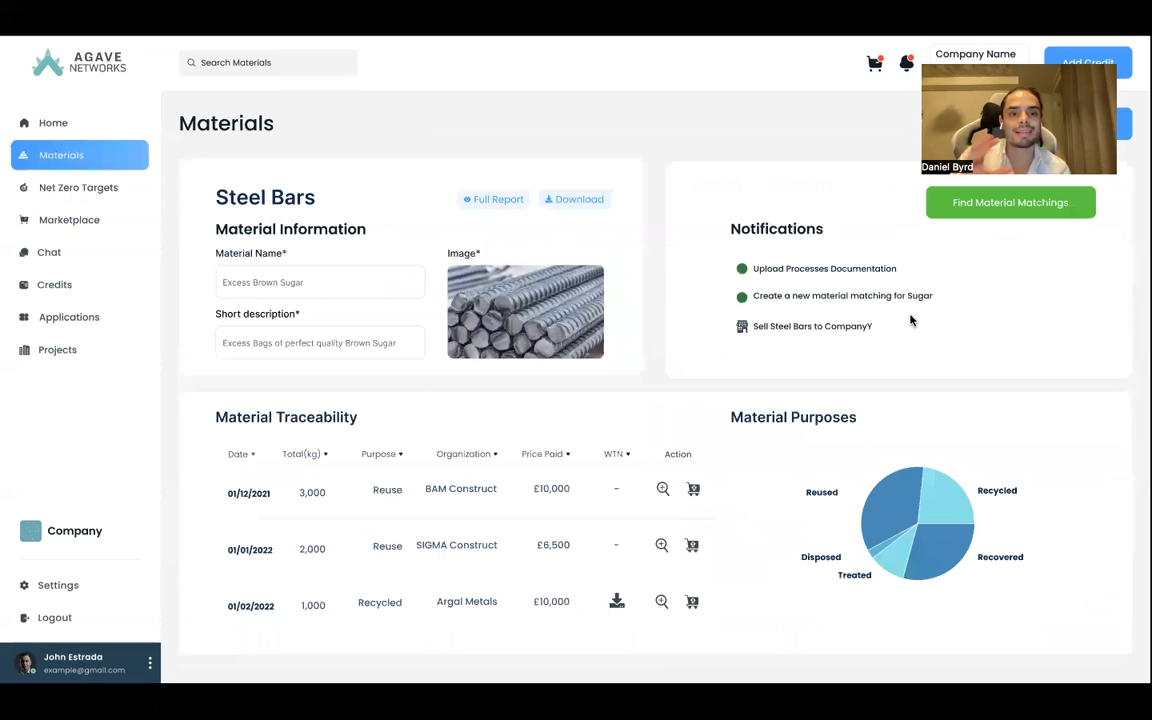 AGAVE
NETWORKS
Search Materials
Company Name
Add Credit
Home
Materials
Net Zero Targets
Marketplace
Chat
Credits
Applications
Projects
Company
Settings
Logout
John Estrada
example@gmail.com
Materials
Daniel Byrd
Steel Bars
Full Report
Download
Material Information
Material Name*
Excess Brown Sugar
Short description*
Excess Bags of perfect quality Brown Sugar
Image*
Find Material Matchings
Notifications
Upload Processes Documentation
Create a new material matching for Sugar
Sell Steel Bars to CompanyY
Material Traceability
Date Total(kg) Purpose Organization Price Paid WTN Action
01/12/2021 3,000 Reuse BAM Construct £10,000 -
01/01/2022 2,000 Reuse SIGMA Construct £6,500 -
01/02/2022 1,000 Recycled Argal Metals £10,000
Material Purposes
Reused
Recycled
Disposed
Recovered
Treated